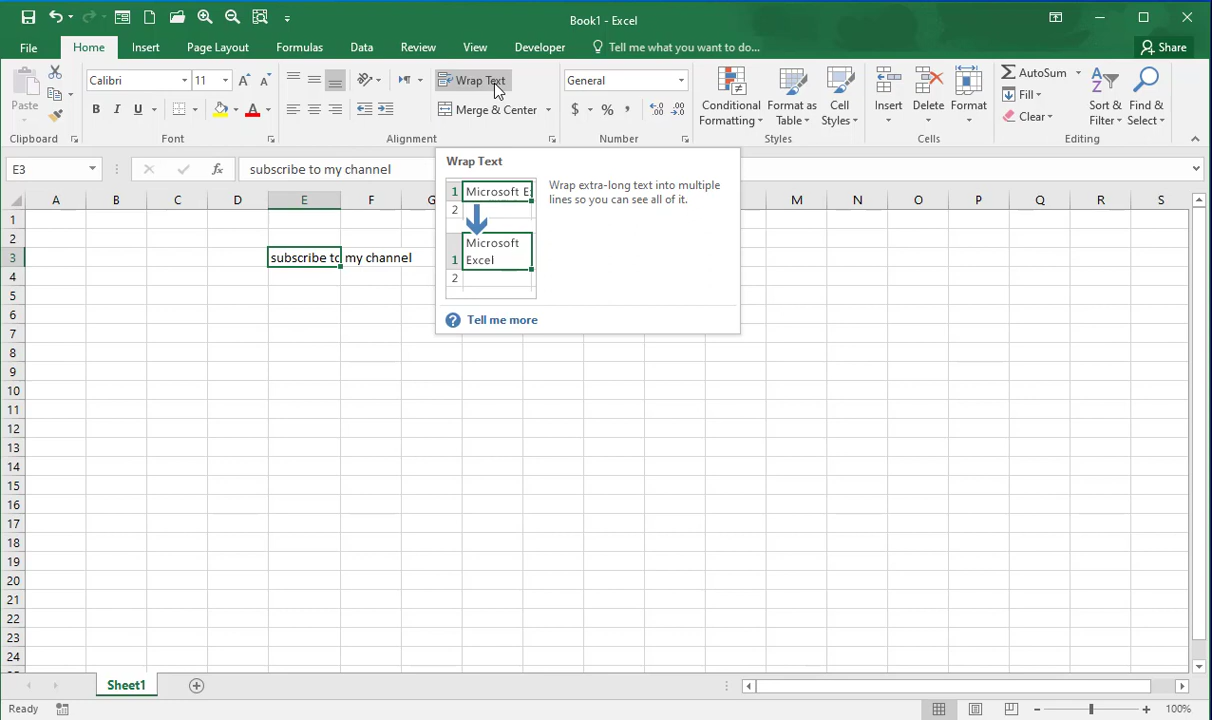 Book1 - Excel
File Home Insert Page Layout Formulas Data Review View Developer Tell me what you want to do... Share
Paste
Clipboard
Calibri 11
B I U
Font
Wrap Text
Merge & Center
Alignment
General
$ % ,
Number
Conditional Formatting
Format as Table
Cell Styles
Styles
Insert Delete Format
Cells
AutoSum
Fill
Clear
Sort & Filter
Find & Select
Editing
E3 fx subscribe to my channel
Wrap Text
1 Microsoft E
2
Microsoft
1 Excel
2
Wrap extra-long text into multiple
lines so you can see all of it.
Tell me more
A B C D E F G M N O P Q R S
1
2
3 subscribe to my channel
4
5
6
7
8
9
10
11
12
13
14
15
16
17
18
19
20
21
22
23
24
Sheet1
Ready 100%